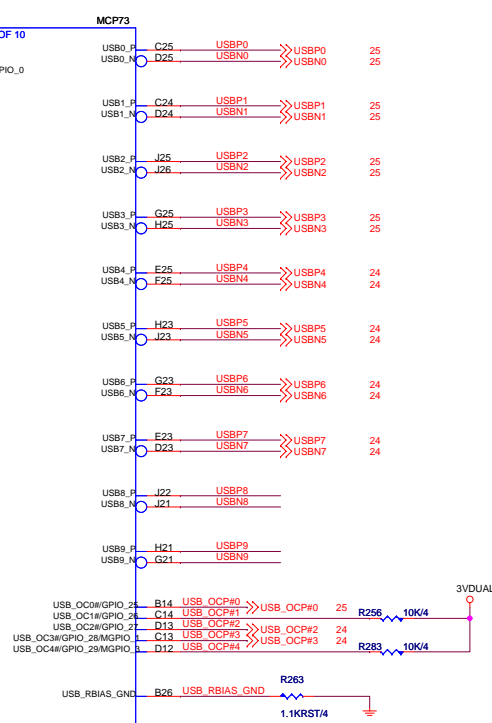 MCP73
OF 10
PIO_0
USB0_P C25 USBP0 USBP0 25
USB0_N D25 USBN0 USBN0 25
USB1_P C24 USBP1 USBP1 25
USB1_N D24 USBN1 USBN1 25
USB2_P J25 USBP2 USBP2 25
USB2_N J26 USBN2 USBN2 25
USB3_P G25 USBP3 USBP3 25
USB3_N H25 USBN3 USBN3 25
USB4_P E25 USBP4 USBP4 24
USB4_N F25 USBN4 USBN4 24
USB5_P H23 USBP5 USBP5 24
USB5_N J23 USBN5 USBN5 24
USB6_P G23 USBP6 USBP6 24
USB6_N F23 USBN6 USBN6 24
USB7_P E23 USBP7 USBP7 24
USB7_N D23 USBN7 USBN7 24
USB8_P J22 USBP8
USB8_N J21 USBN8
USB9_P H21 USBP9
USB9_N G21 USBN9
3VDUAL
USB_OC0#/GPIO_25 B14 USB_OCP#0 USB_OCP#0 25
USB_OC1#/GPIO_26 C14 USB_OCP#1 R256 10K/4
USB_OC2#/GPIO_27 D13 USB_OCP#2 USB_OCP#2 24
USB_OC3#/GPIO_28/MGPIO_1 C13 USB_OCP#3 USB_OCP#3 24
USB_OC4#/GPIO_29/MGPIO_3 D12 USB_OCP#4 R283 10K/4
R263
USB_RBIAS_GND B26 USB_RBIAS_GND
1.1KRST/4